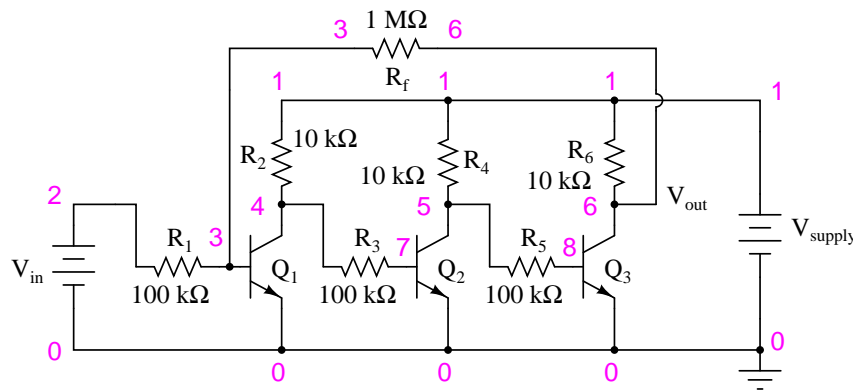 1 MΩ
3 6
R_f
1 1 1 1
R_2 10 kΩ
R_4 10 kΩ
R_6 10 kΩ
2 4 5 6
V_out
V_in
R_1 3
100 kΩ
Q_1
R_3 7
100 kΩ
Q_2
R_5 8
100 kΩ
Q_3
V_supply
0 0 0 0 0